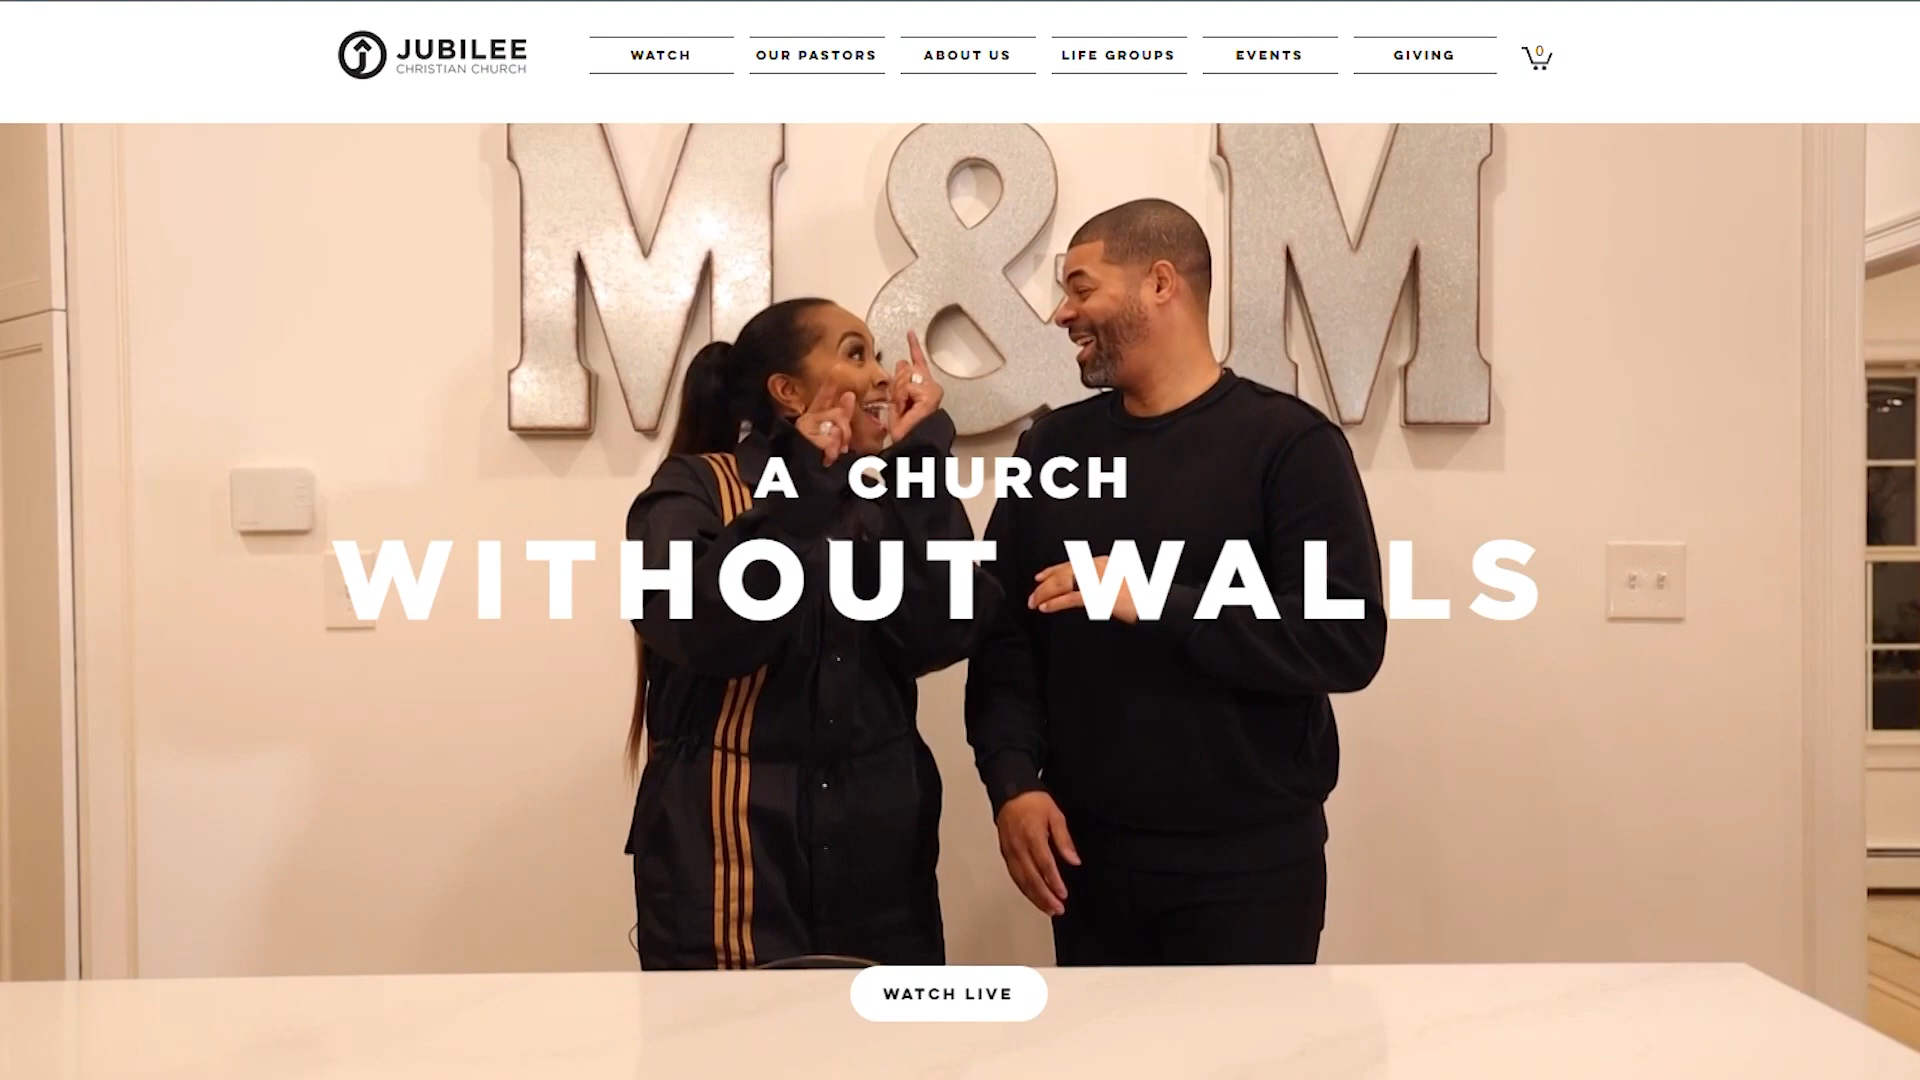 JUBILEE
CHRISTIAN CHURCH
WATCH
OUR PASTORS
ABOUT US
LIFE GROUPS
EVENTS
GIVING
0
M & M
A CHURCH
WITHOUT WALLS
WATCH LIVE